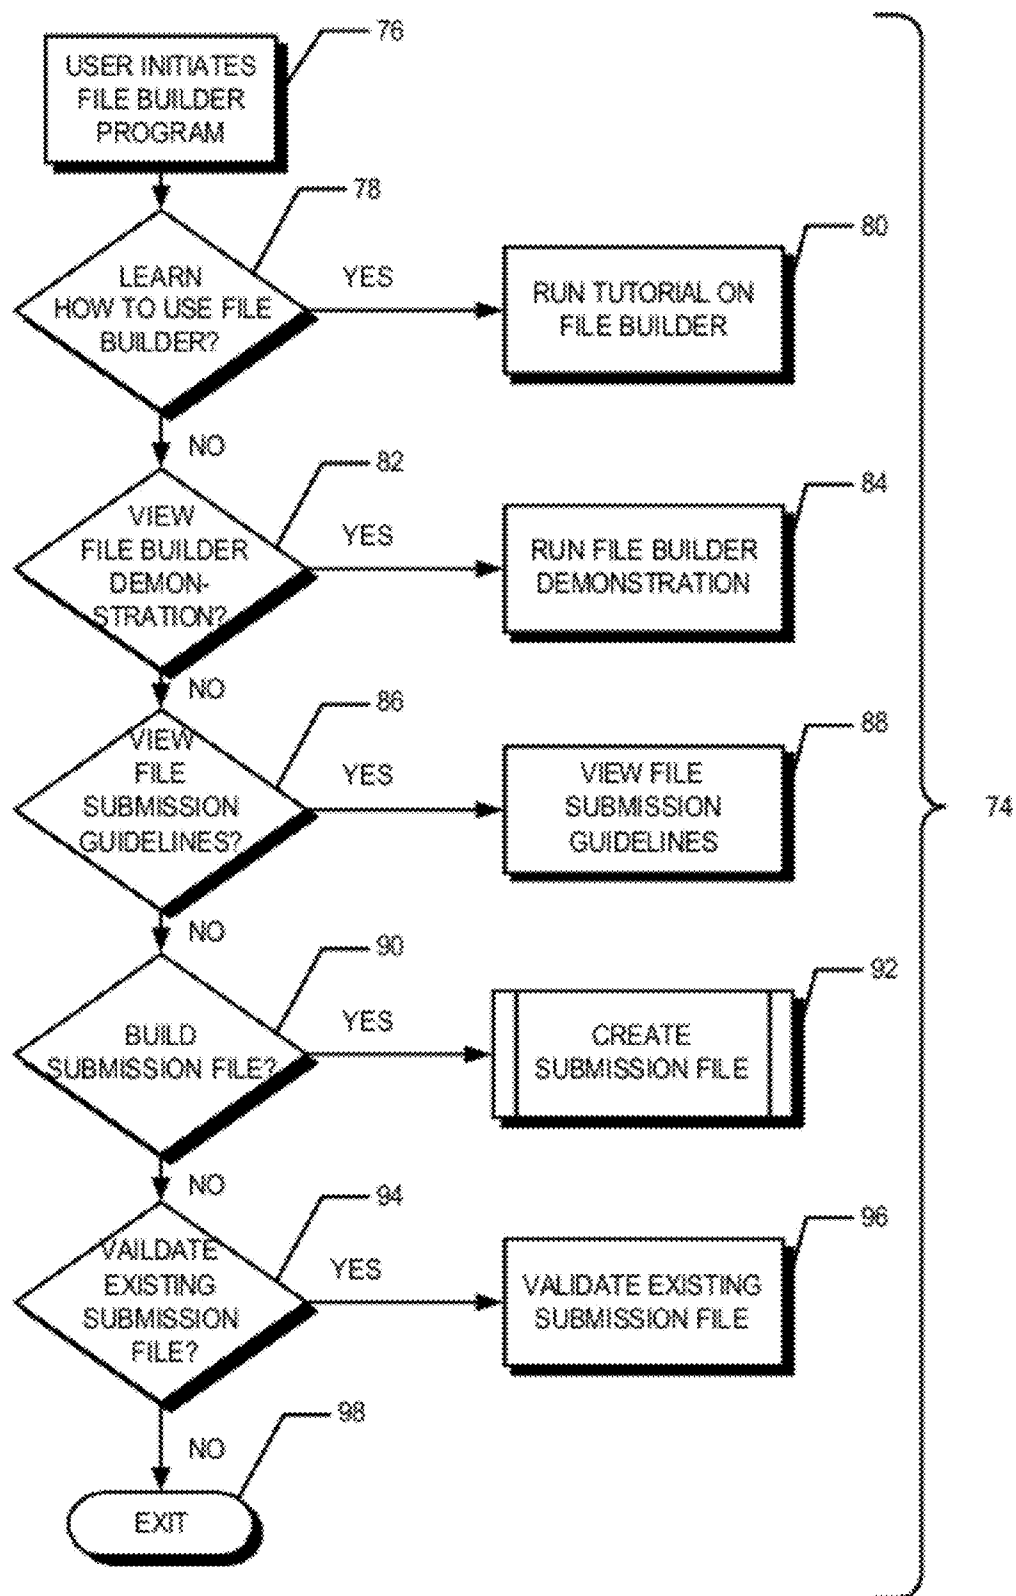 76
USER INITIATES
FILE BUILDER
PROGRAM
78
LEARN
HOW TO USE FILE
BUILDER?
YES
80
RUN TUTORIAL ON
FILE BUILDER
NO
82
VIEW
FILE BUILDER
DEMON-
STRATION?
YES
84
RUN FILE BUILDER
DEMONSTRATION
NO
86
VIEW
FILE
SUBMISSION
GUIDELINES?
YES
88
VIEW FILE
SUBMISSION
GUIDELINES
74
NO
90
BUILD
SUBMISSION FILE?
YES
92
CREATE
SUBMISSION FILE
NO
94
VAILDATE
EXISTING
SUBMISSION
FILE?
YES
96
VALIDATE EXISTING
SUBMISSION FILE
NO
98
EXIT